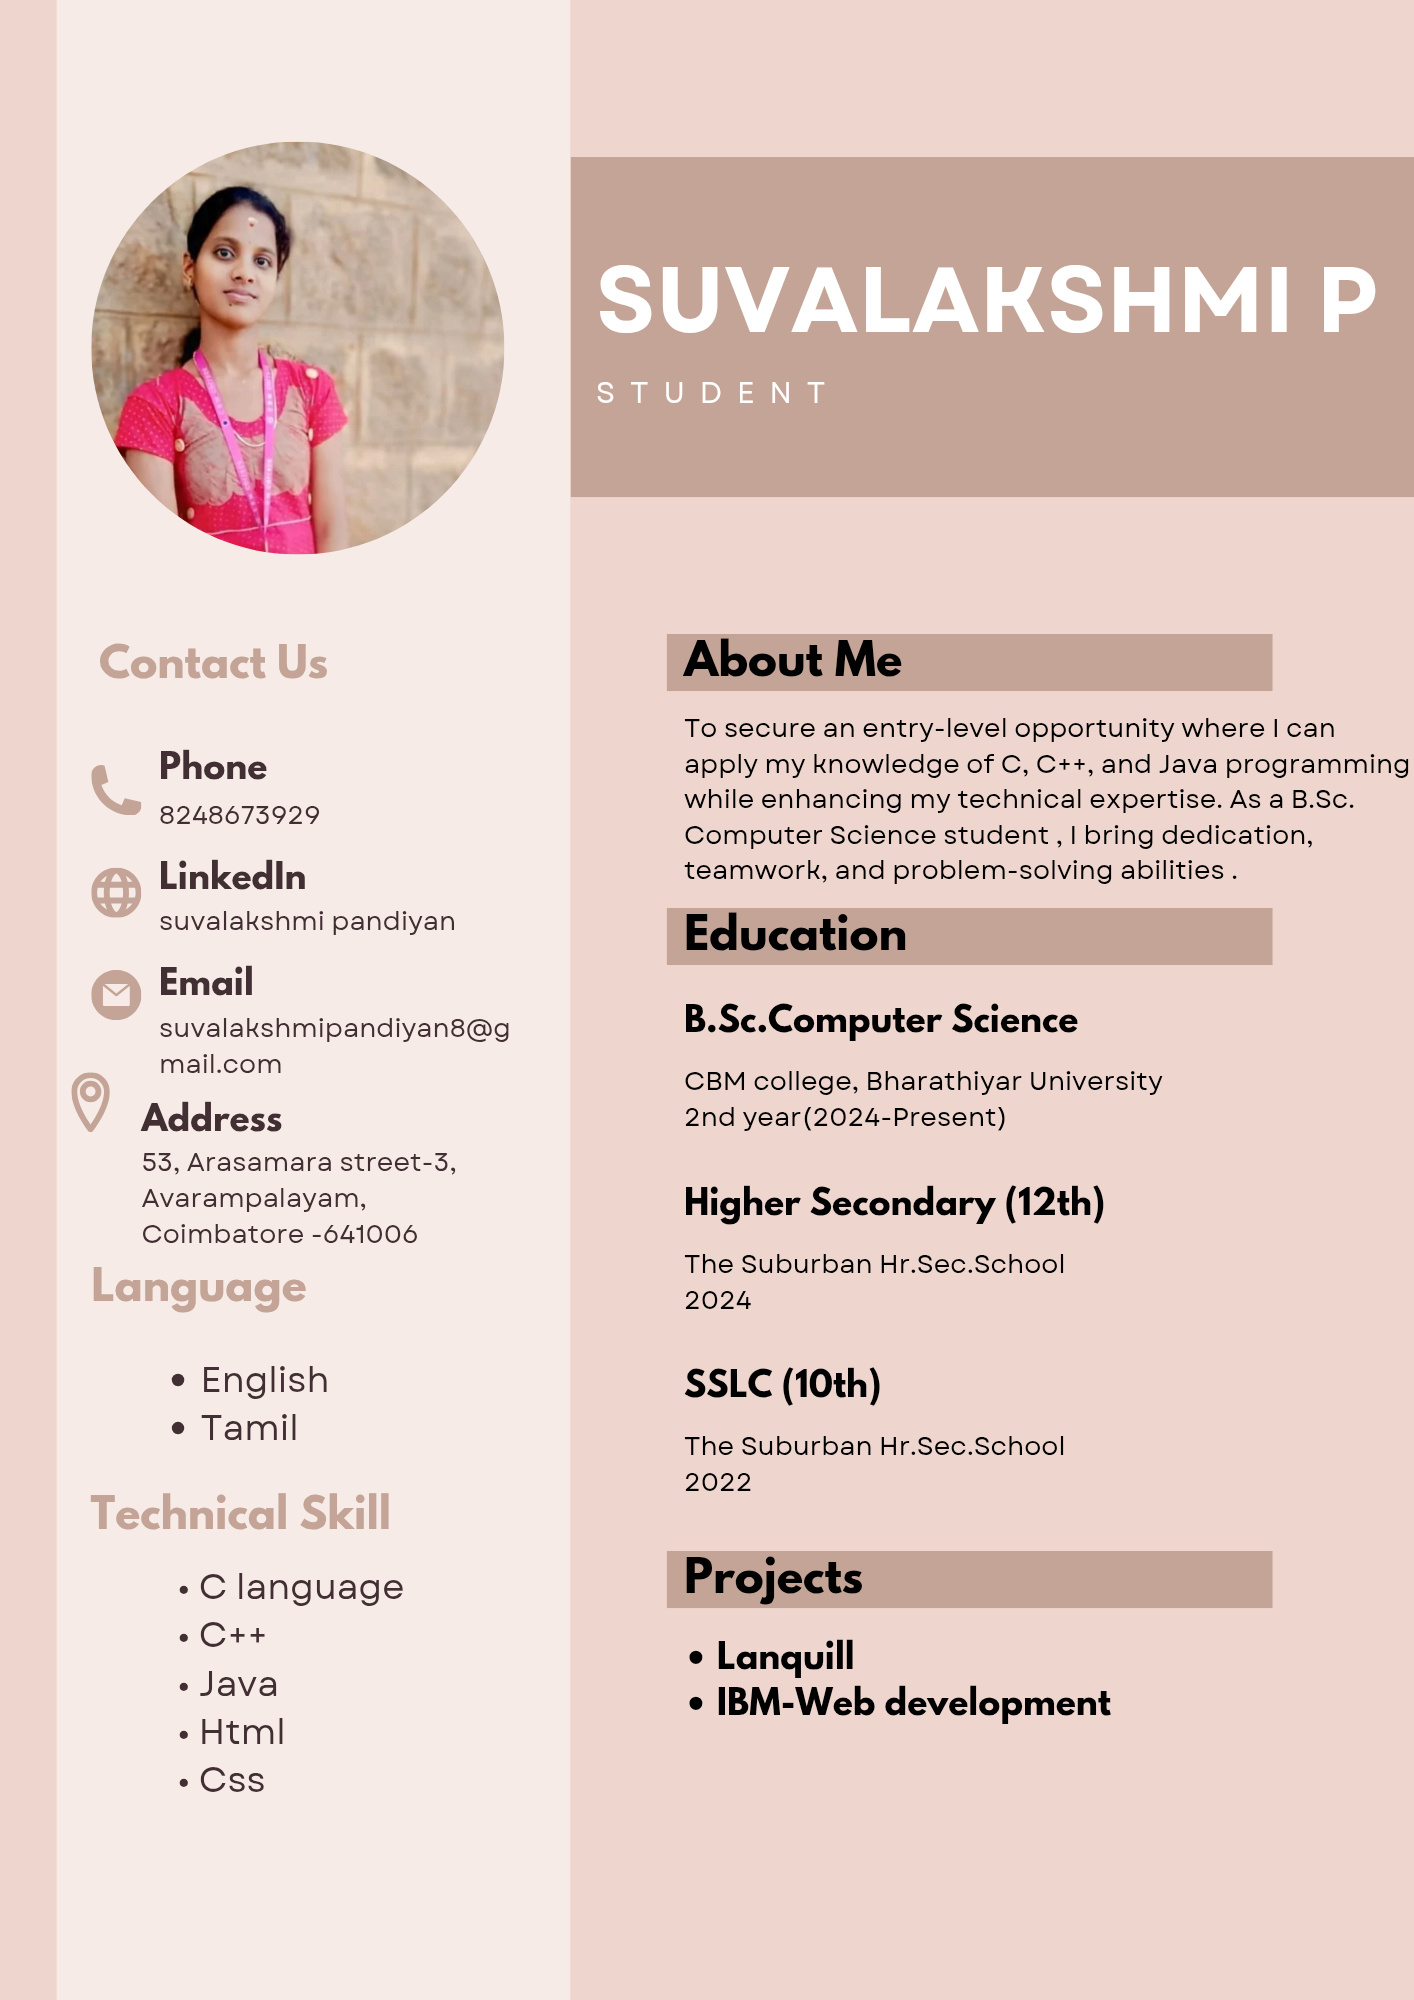 SUVALAKSHMI P
STUDENT
Contact Us
Phone
8248673929
LinkedIn
suvalakshmi pandiyan
Email
suvalakshmipandiyan8@g
mail.com
Address
53, Arasamara street-3,
Avarampalayam,
Coimbatore -641006
Language
• English
• Tamil
Technical Skill
• C language
• C++
• Java
• Html
• Css
About Me
To secure an entry-level opportunity where I can
apply my knowledge of C, C++, and Java programming
while enhancing my technical expertise. As a B.Sc.
Computer Science student , I bring dedication,
teamwork, and problem-solving abilities .
Education
B.Sc.Computer Science
CBM college, Bharathiyar University
2nd year(2024-Present)
Higher Secondary (12th)
The Suburban Hr.Sec.School
2024
SSLC (10th)
The Suburban Hr.Sec.School
2022
Projects
• Lanquill
• IBM-Web development